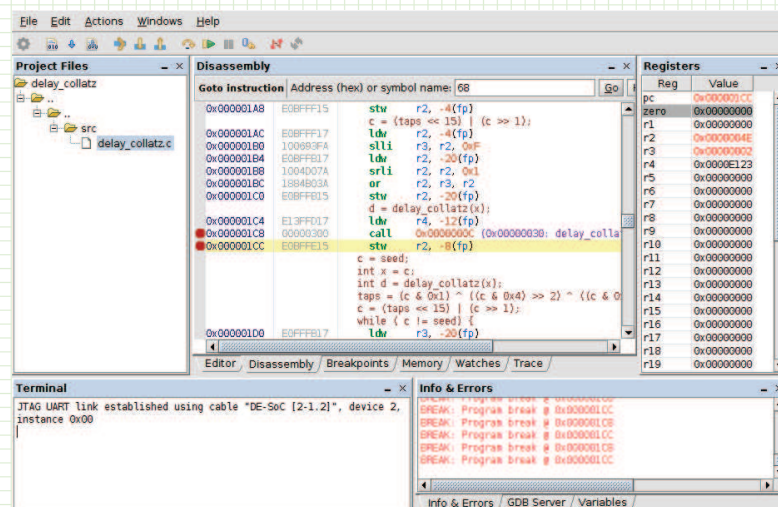 File Edit Actions Windows Help
Project Files
delay_collatz
..
..
src
delay_collatz.c
Disassembly
Goto instruction Address (hex) or symbol name: 68 Go
0x000001A8 E0BFFF15 stw r2, -4(fp)
c = (taps << 15) | (c >> 1);
0x000001AC E0BFFF17 ldw r2, -4(fp)
0x000001B0 100693FA slli r3, r2, 0xF
0x000001B4 E0BFFB17 ldw r2, -20(fp)
0x000001B8 1004D07A srli r2, r2, 0x1
0x000001BC 1884B03A or r2, r3, r2
0x000001C0 E0BFFB15 stw r2, -20(fp)
d = delay_collatz(x);
0x000001C4 E13FFD17 ldw r4, -12(fp)
0x000001C8 00000300 call 0x0000000C (0x00000030: delay_colla
0x000001CC E0BFFE15 stw r2, -8(fp)
c = seed;
int x = c;
int d = delay_collatz(x);
taps = (c & 0x1) ^ ((c & 0x4) >> 2) ^ ((c & 0
c = (taps << 15) | (c >> 1);
while ( c != seed) {
0x000001D0 E0FFFB17 ldw r3, -20(fp)
Editor Disassembly Breakpoints Memory Watches Trace
Registers
Reg Value
pc 0x000001CC
zero 0x00000000
r1 0x00000000
r2 0x0000004E
r3 0x00000002
r4 0x0000E123
r5 0x00000000
r6 0x00000000
r7 0x00000000
r8 0x00000000
r9 0x00000000
r10 0x00000000
r11 0x00000000
r12 0x00000000
r13 0x00000000
r14 0x00000000
r15 0x00000000
r16 0x00000000
r17 0x00000000
r18 0x00000000
r19 0x00000000
Terminal
JTAG UART link established using cable "DE-SoC [2-1.2]", device 2,
instance 0x00
Info & Errors
BREAK: Program break @ 0x000001C8
BREAK: Program break @ 0x000001CC
BREAK: Program break @ 0x000001C8
BREAK: Program break @ 0x000001CC
BREAK: Program break @ 0x000001C8
BREAK: Program break @ 0x000001CC
Info & Errors GDB Server Variables